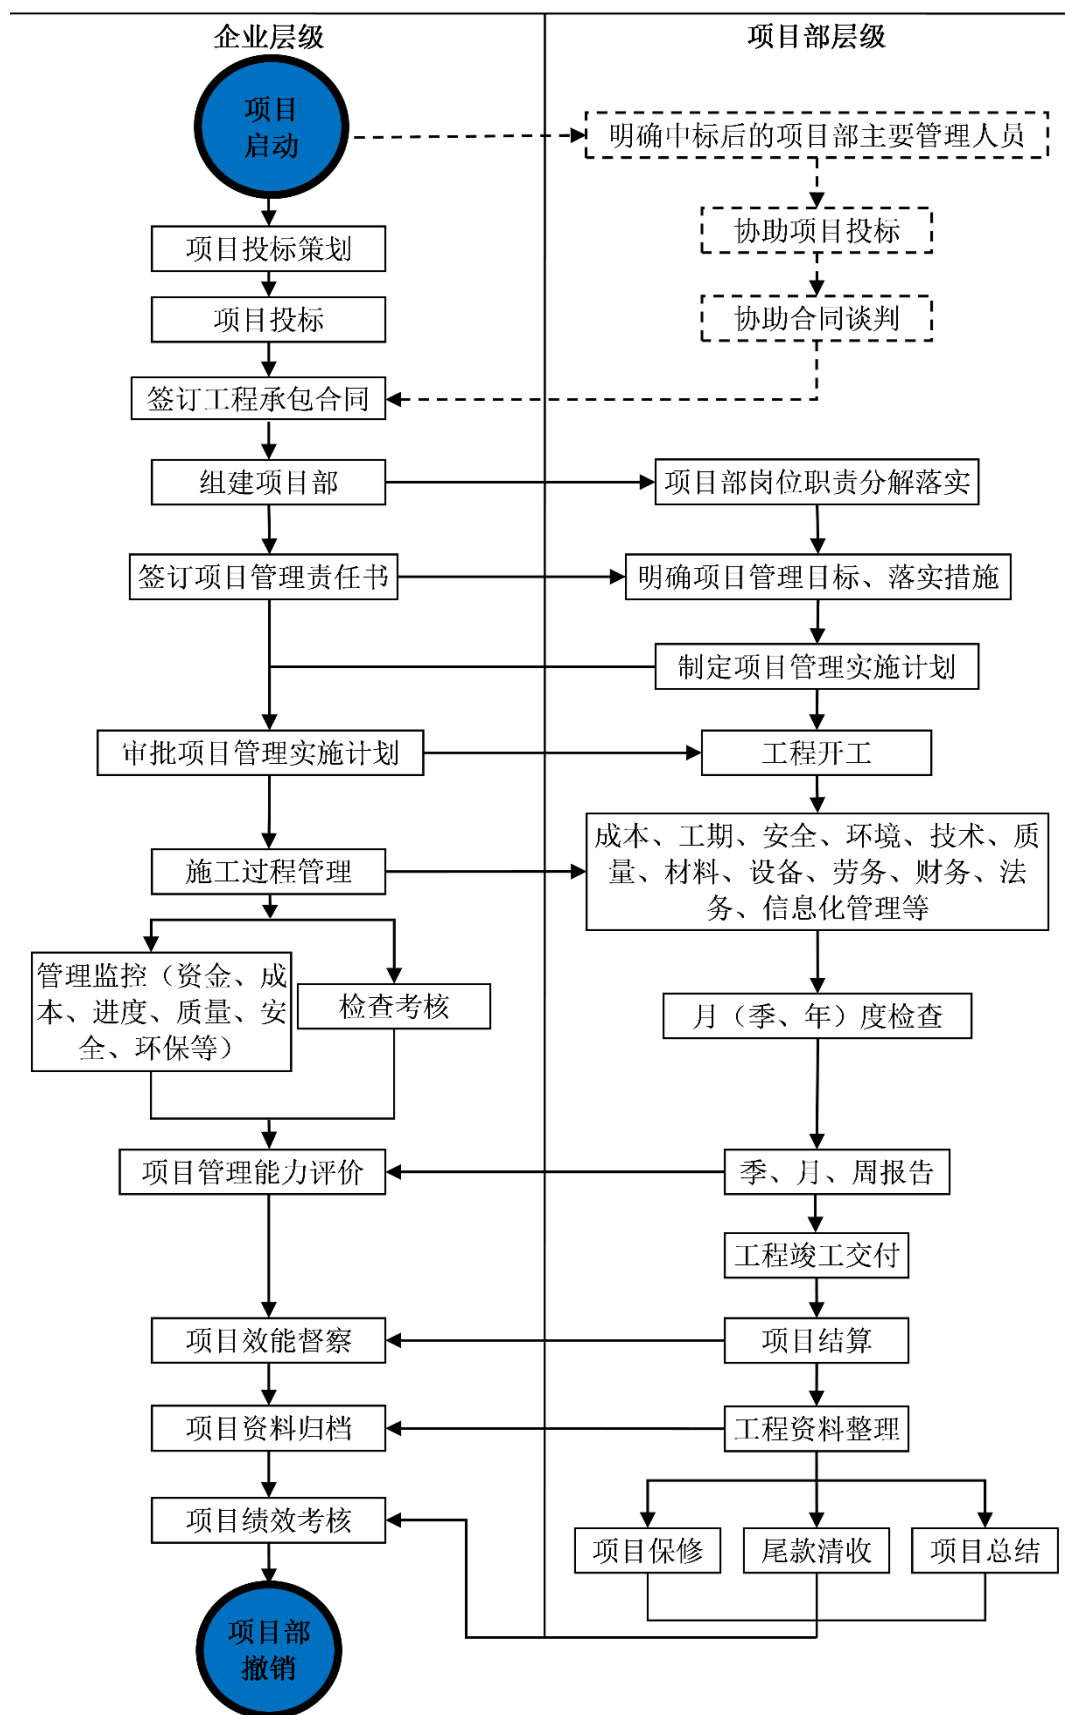 企业层级
项目部层级
项目
启动
明确中标后的项目部主要管理人员
协助项目投标
项目投标策划
项目投标
协助合同谈判
签订工程承包合同
组建项目部
项目部岗位职责分解落实
签订项目管理责任书
明确项目管理目标、落实措施
制定项目管理实施计划
审批项目管理实施计划
工程开工
施工过程管理
成本、工期、安全、环境、技术、质
量、材料、设备、劳务、财务、法
务、信息化管理等
管理监控（资金、成
本、进度、质量、安
全、环保等）
检查考核
月（季、年）度检查
项目管理能力评价
季、月、周报告
工程竣工交付
项目效能督察
项目结算
项目资料归档
工程资料整理
项目绩效考核
项目保修
尾款清收
项目总结
项目部
撤销